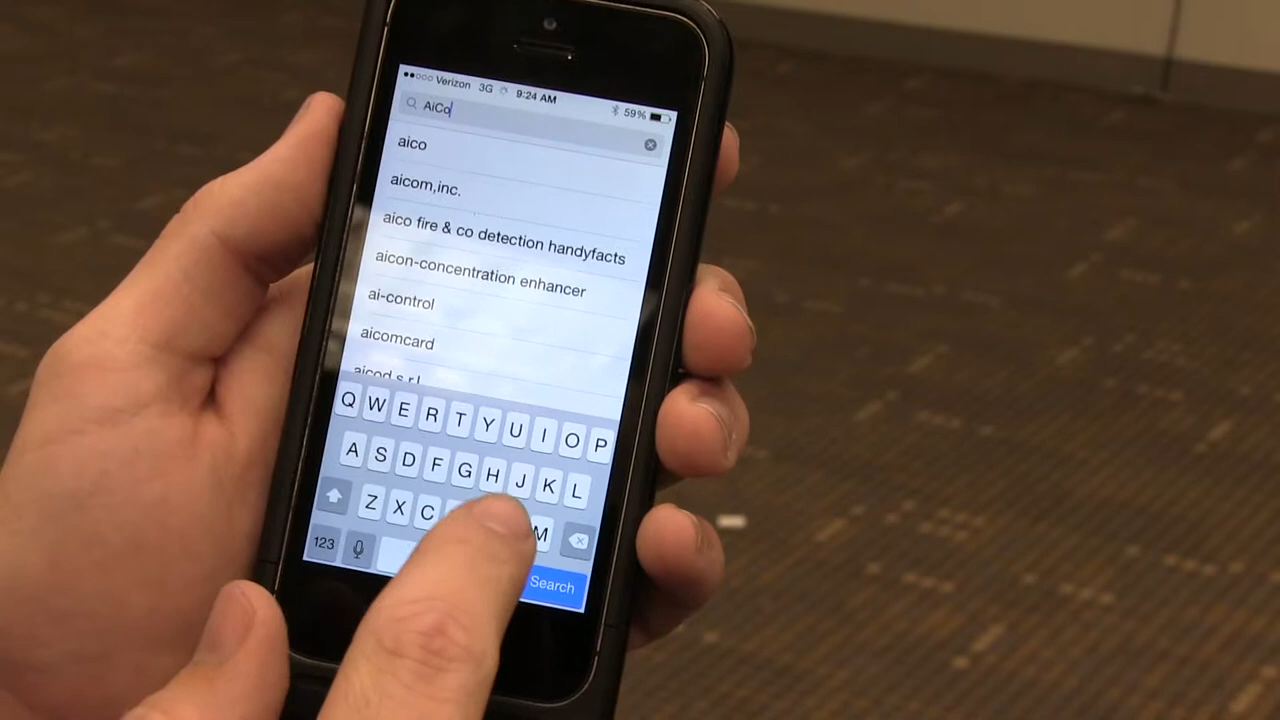 Verizon 3G 9:24 AM 59%
AiCo
aico
aicom,inc.
aico fire & co detection handyfacts
aicon-concentration enhancer
ai-control
aicomcard
aicod s.r.l
Q W E R T Y U I O P
A S D F G H J K L
Z X C M
123 Search